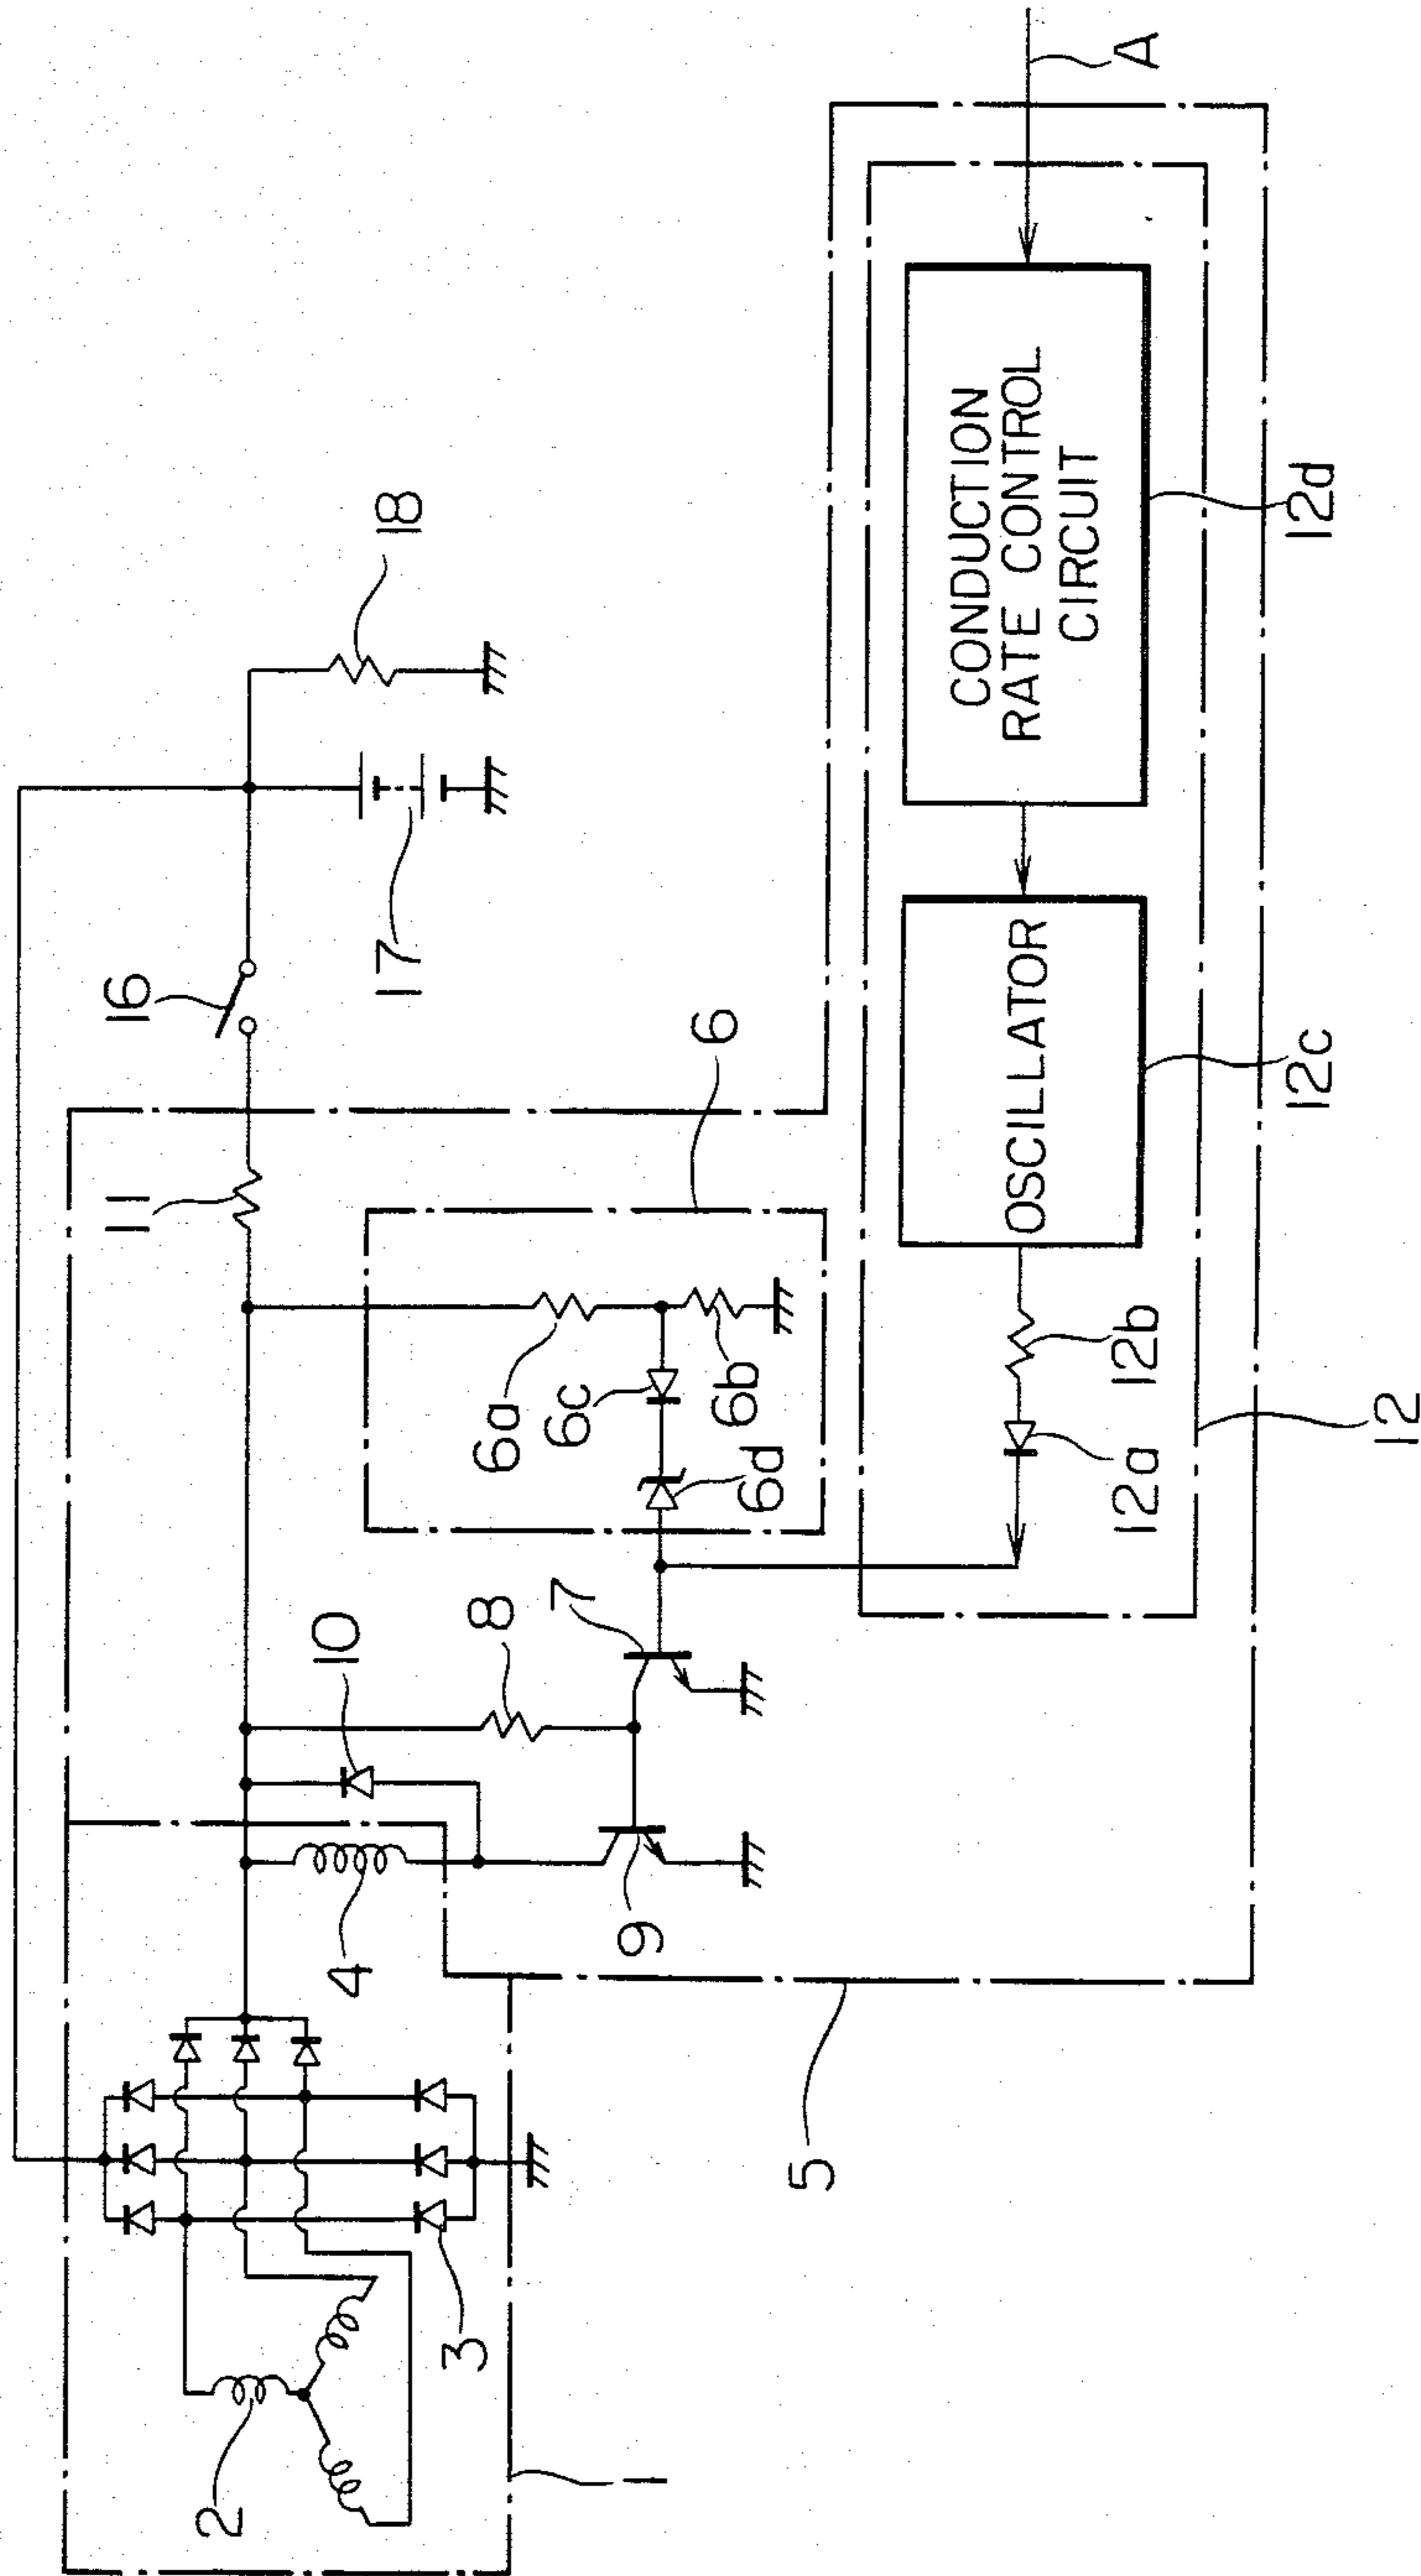 1
2
3
4
5
6
6a
6b
6c
6d
7
8
9
10
11
12
12a
12b
12c
12d
16
17
18
OSCILLATOR
CONDUCTION
RATE CONTROL
CIRCUIT
A